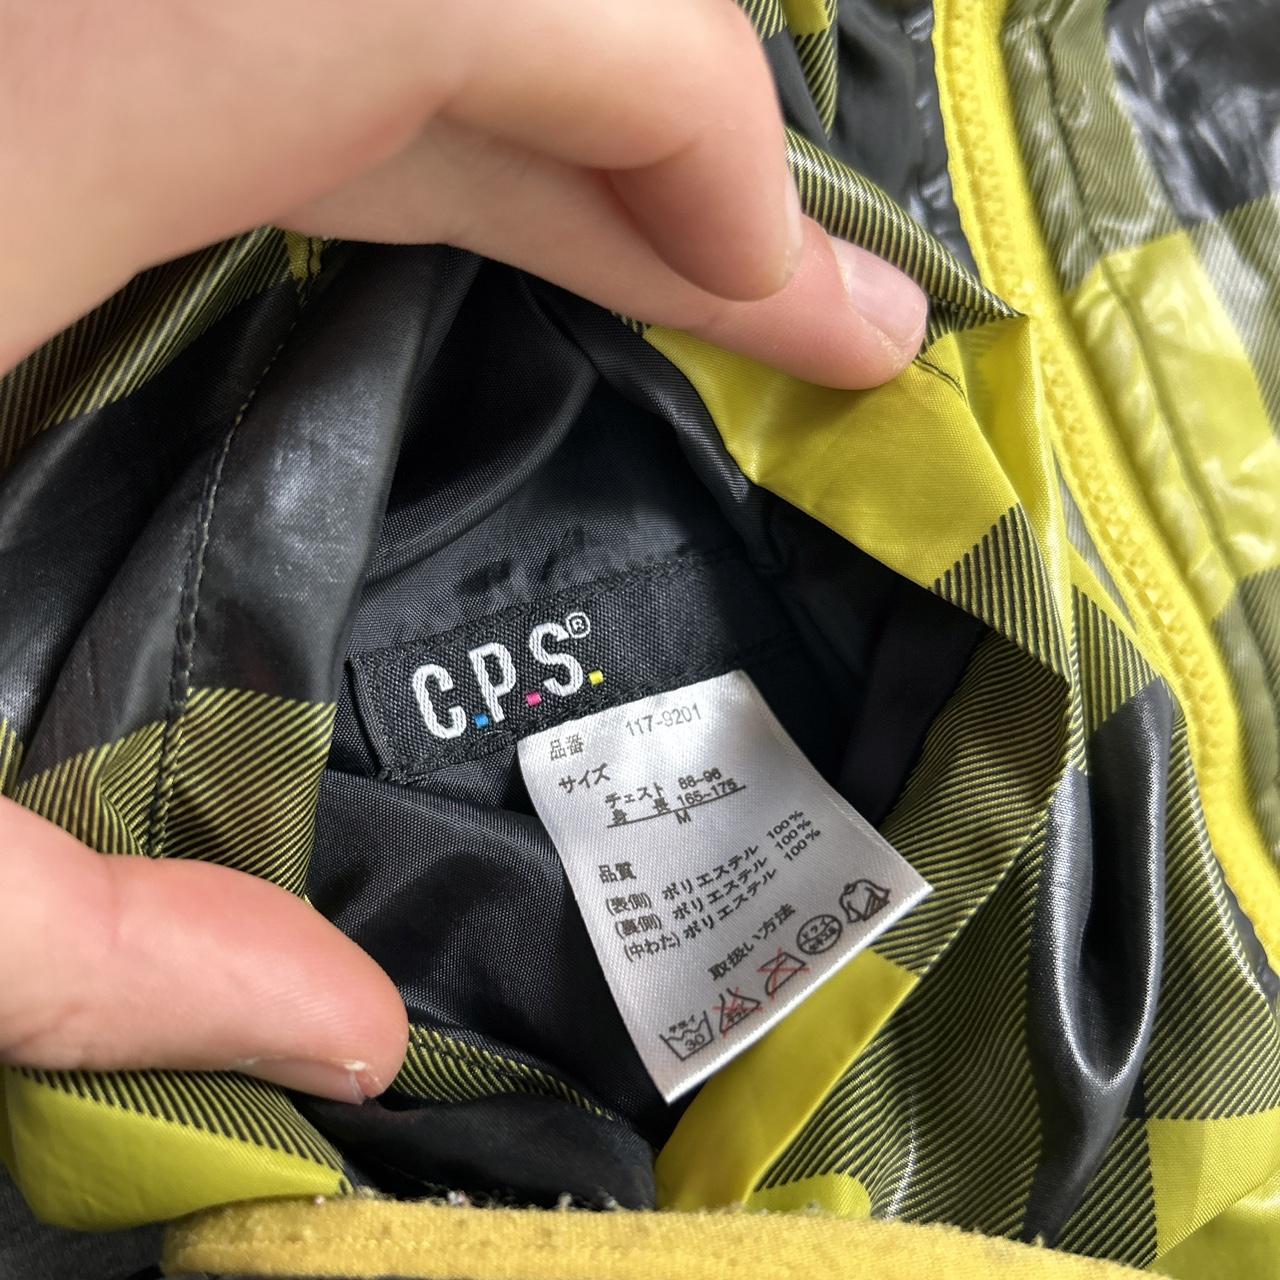 C.P.S.®
品番 117-9201
サイズ
チェスト 88-96
身長 165-175
M
品質
(表側) ポリエステル 100%
(裏側) ポリエステル 100%
(中わた) ポリエステル 100%
取扱い方法
30